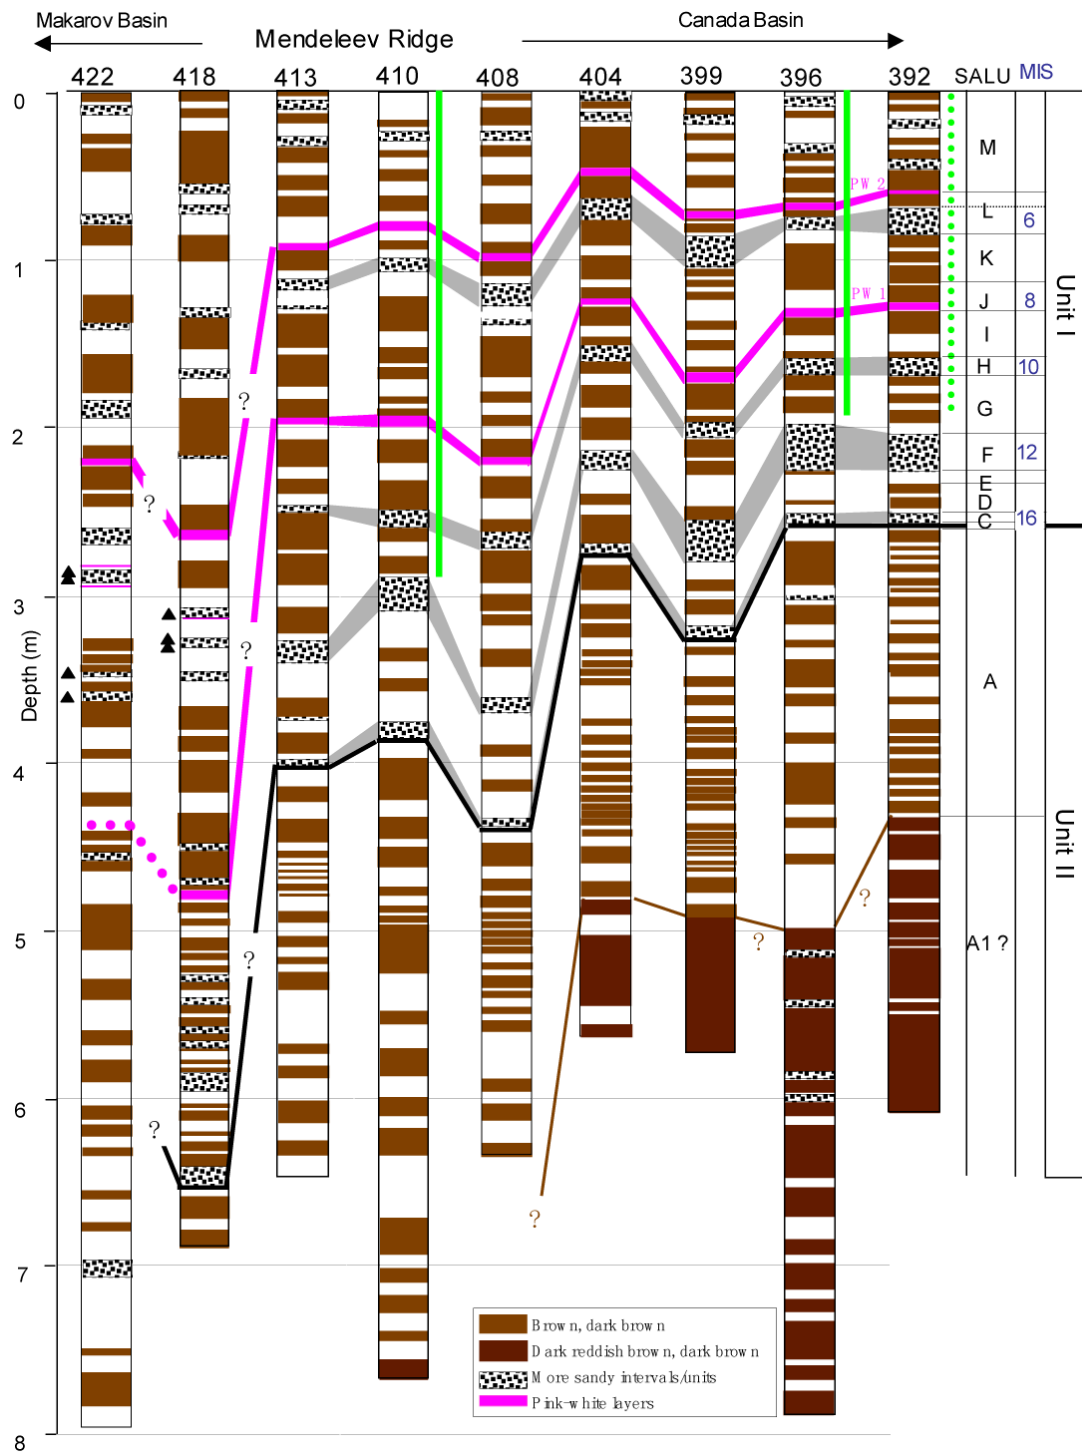 Makarov Basin
Mendeleev Ridge
Canada Basin
422 418 413 410 408 404 399 396 392 SALU MIS
0
1
2
3
4
5
6
7
8
Depth (m)
PW 2
PW 1
M
L
K
J
I
H
G
F
E
D
C
A
A1 ?
6
8
10
12
16
Unit I
Unit II
?
?
?
?
?
?
?
?
Brown, dark brown
Dark reddish brown, dark brown
More sandy intervals/units
Pink-white layers